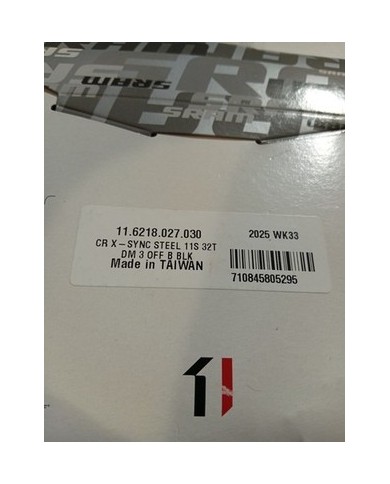 SRAM
SRAM
11.6218.027.030
2025 WK33
CR X-SYNC STEEL 11S 32T
DM 3 OFF B BLK
Made in TAIWAN
710845805295